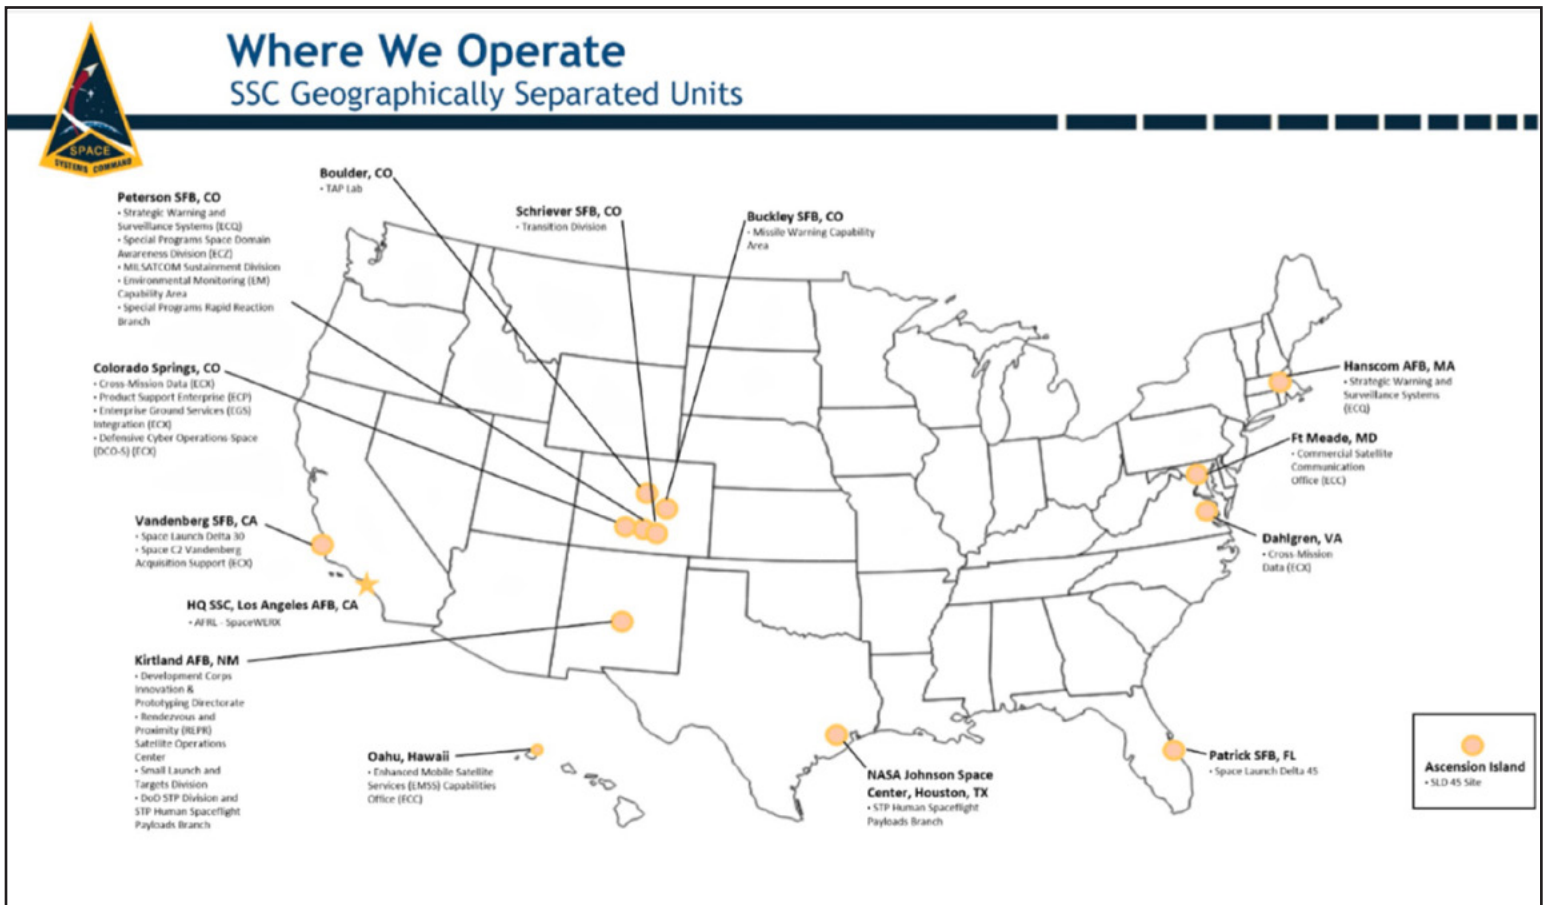 Where We Operate
SSC Geographically Separated Units
SPACE
SYSTEMS COMMAND
Boulder, CO
• TAP Lab
Peterson SFB, CO
• Strategic Warning and
Surveillance Systems (ECQ)
• Special Programs Space Domain
Awareness Division (ECZ)
• MILSATCOM Sustainment Division
• Environmental Monitoring (EM)
Capability Area
• Special Programs Rapid Reaction
Branch
Schriever SFB, CO
• Transition Division
Buckley SFB, CO
• Missile Warning Capability
Area
Colorado Springs, CO
• Cross-Mission Data (ECX)
• Product Support Enterprise (ECP)
• Enterprise Ground Services (EGS)
Integration (ECX)
• Defensive Cyber Operations Space
(DCO-S) (ECX)
Hanscom AFB, MA
• Strategic Warning and
Surveillance Systems
(ECQ)
Ft Meade, MD
• Commercial Satellite
Communication
Office (ECC)
Vandenberg SFB, CA
• Space Launch Delta 30
• Space C2 Vandenberg
Acquisition Support (ECX)
Dahlgren, VA
• Cross-Mission
Data (ECX)
HQ SSC, Los Angeles AFB, CA
• AFRL - SpaceWERX
Kirtland AFB, NM
• Development Corps
Innovation &
Prototyping Directorate
• Rendezvous and
Proximity (REPR)
Satellite Operations
Center
• Small Launch and
Targets Division
• DoD STP Division and
STP Human Spaceflight
Payloads Branch
Oahu, Hawaii
• Enhanced Mobile Satellite
Services (EMSS) Capabilities
Office (ECC)
NASA Johnson Space
Center, Houston, TX
• STP Human Spaceflight
Payloads Branch
Patrick SFB, FL
• Space Launch Delta 45
Ascension Island
• SLD 45 Site